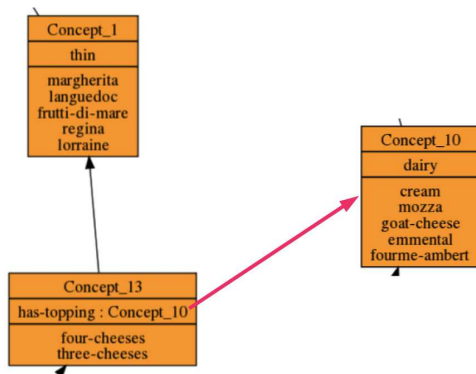 Concept_1
thin
margherita
languedoc
frutti-di-mare
regina
lorraine
Concept_10
dairy
cream
mozza
goat-cheese
emmental
fourme-ambert
Concept_13
has-topping : Concept_10
four-cheeses
three-cheeses